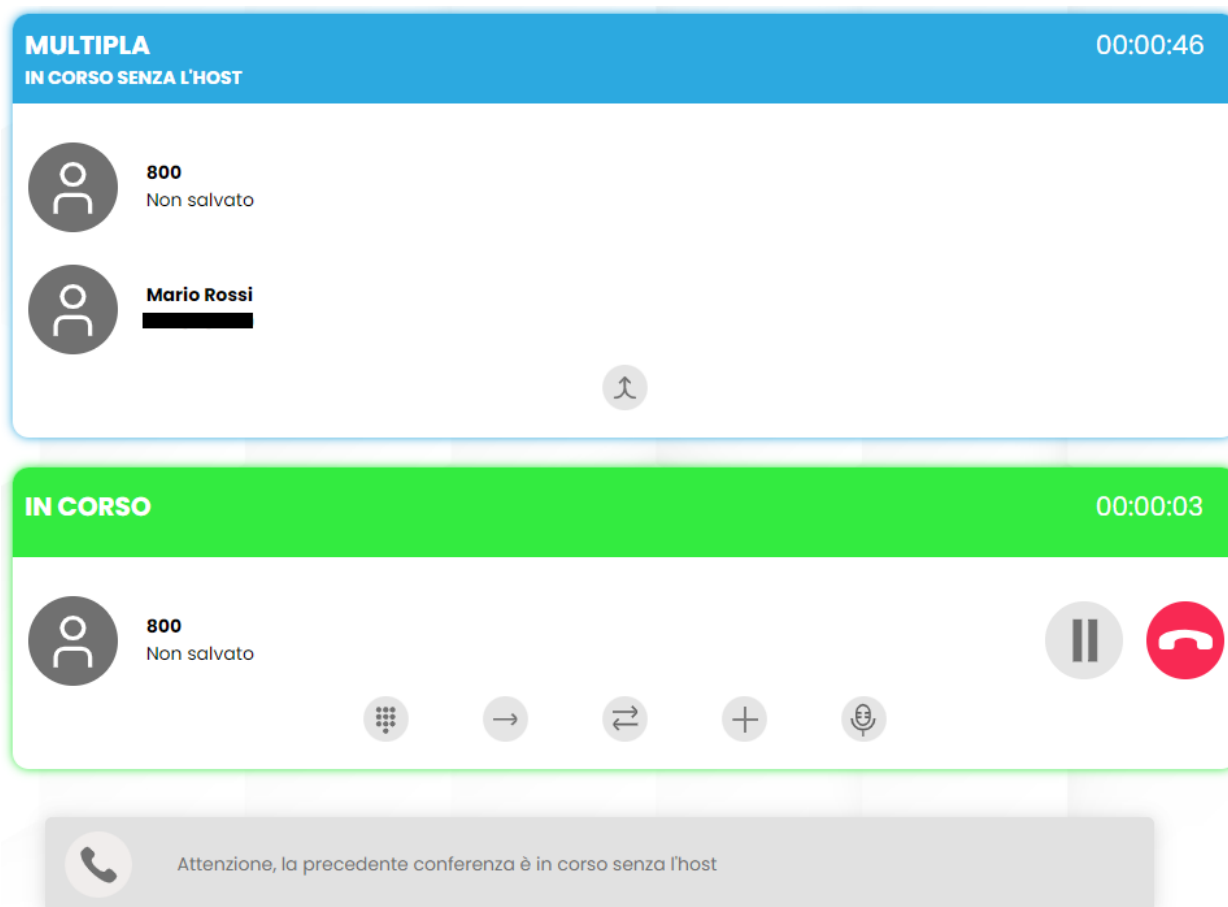 MULTIPLA
00:00:46
IN CORSO SENZA L'HOST
800
Non salvato
Mario Rossi
IN CORSO
00:00:03
800
Non salvato
Attenzione, la precedente conferenza è in corso senza l'host